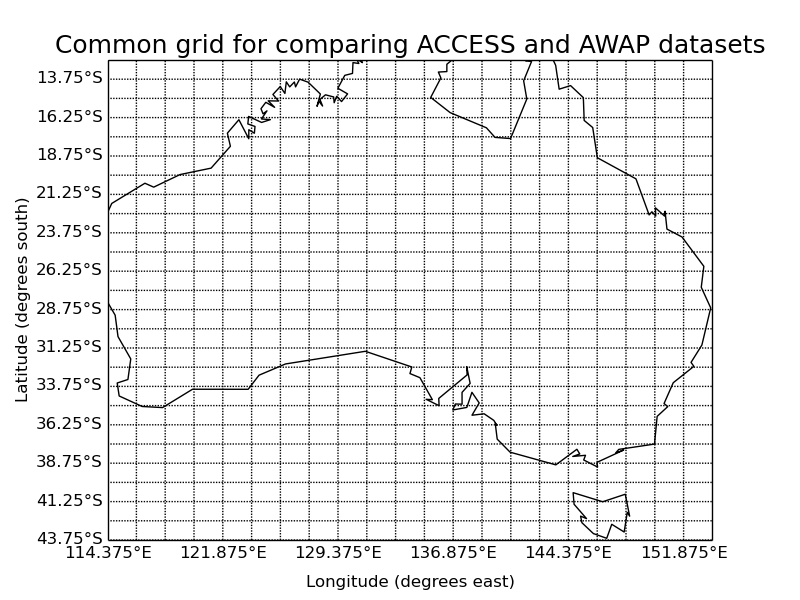 Common grid for comparing ACCESS and AWAP datasets
13.75°S
16.25°S
18.75°S
21.25°S
23.75°S
26.25°S
28.75°S
31.25°S
33.75°S
36.25°S
38.75°S
41.25°S
43.75°S
Latitude (degrees south)
114.375°E 121.875°E 129.375°E 136.875°E 144.375°E 151.875°E
Longitude (degrees east)